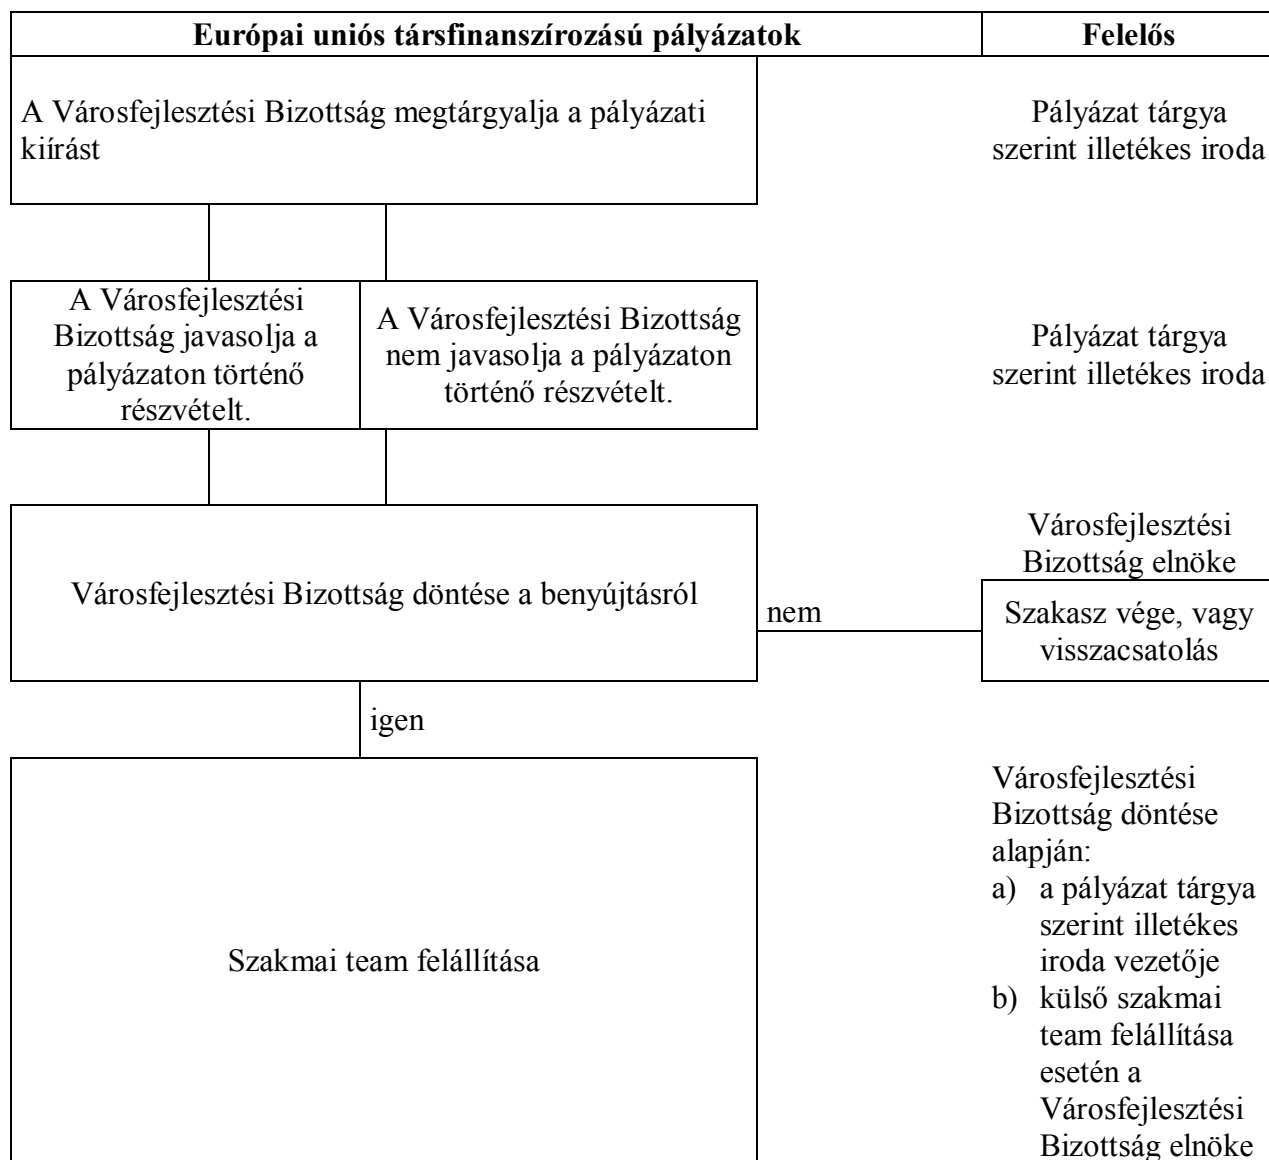 Európai uniós társfinanszírozású pályázatok
Felelős
A Városfejlesztési Bizottság megtárgyalja a pályázati
kiírást
Pályázat tárgya
szerint illetékes iroda
A Városfejlesztési
Bizottság javasolja a
pályázaton történő
részvételt.
A Városfejlesztési Bizottság
nem javasolja a pályázaton
történő részvételt.
Pályázat tárgya
szerint illetékes iroda
Városfejlesztési Bizottság döntése a benyújtásról
Városfejlesztési
Bizottság elnöke
nem
Szakasz vége, vagy
visszacsatolás
igen
Szakmai team felállítása
Városfejlesztési
Bizottság döntése
alapján:
a) a pályázat tárgya
szerint illetékes
iroda vezetője
b) külső szakmai
team felállítása
esetén a
Városfejlesztési
Bizottság elnöke